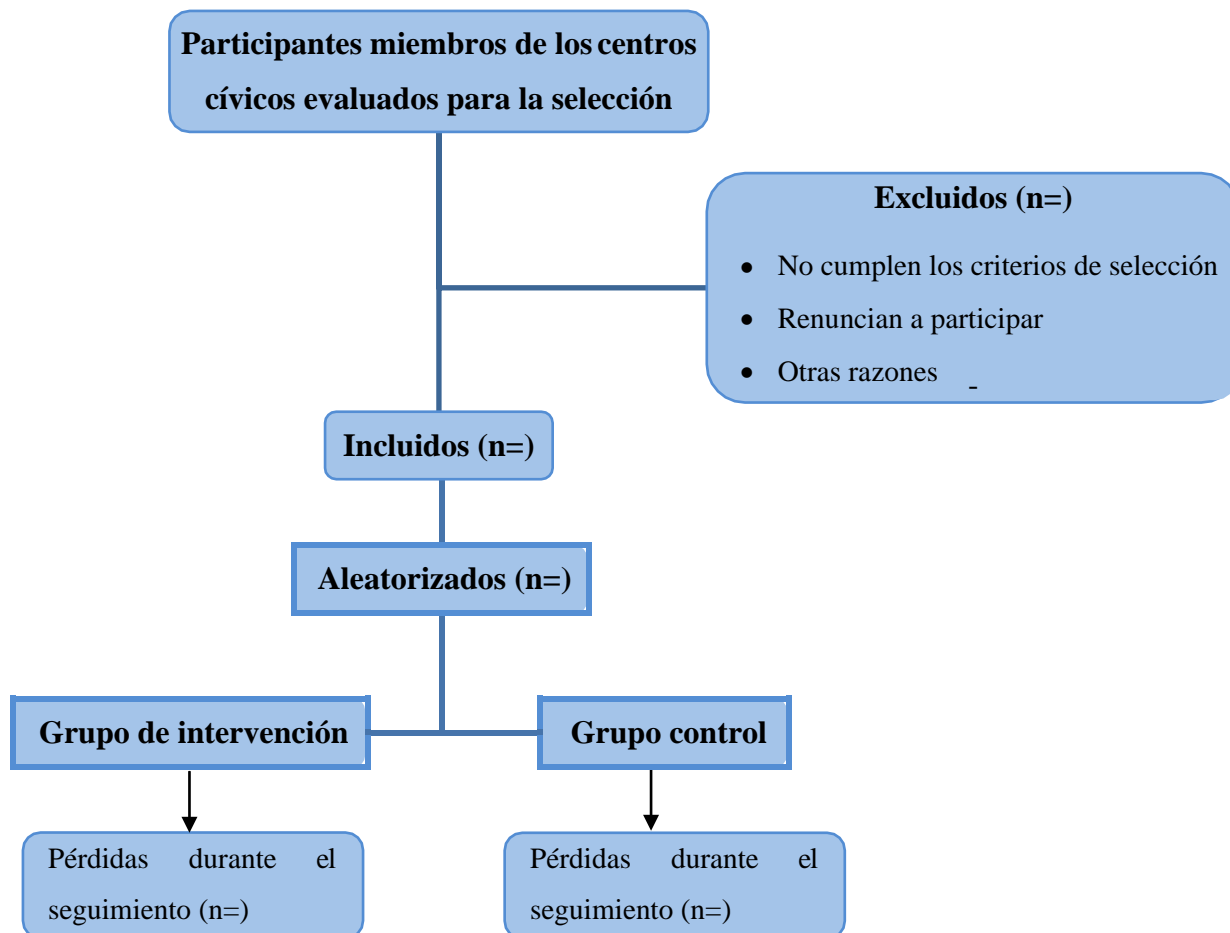 Participantes miembros de los centros
cívicos evaluados para la selección
Excluidos (n=)
• No cumplen los criterios de selección
• Renuncian a participar
• Otras razones -
Incluidos (n=)
Aleatorizados (n=)
Grupo de intervención
Grupo control
Pérdidas durante el
seguimiento (n=)
Pérdidas durante el
seguimiento (n=)